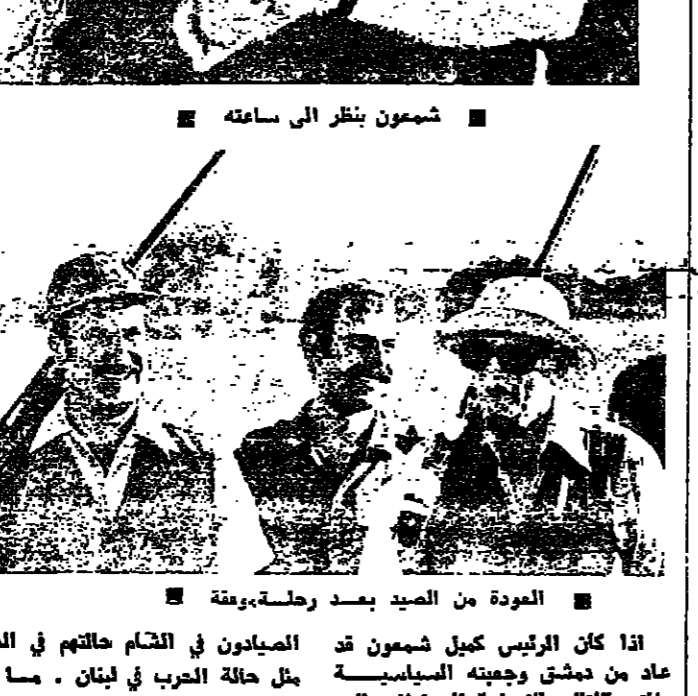 شمعون ينظر الى ساعته
العودة من الصيد بعد رحلة موفقة
اذا كان الرئيس كميل شمعون قد
عاد من دمشق وجعبته السياسية
الصيادون في الشام حالتهم في
مثل حالة الحرب في لبنان .